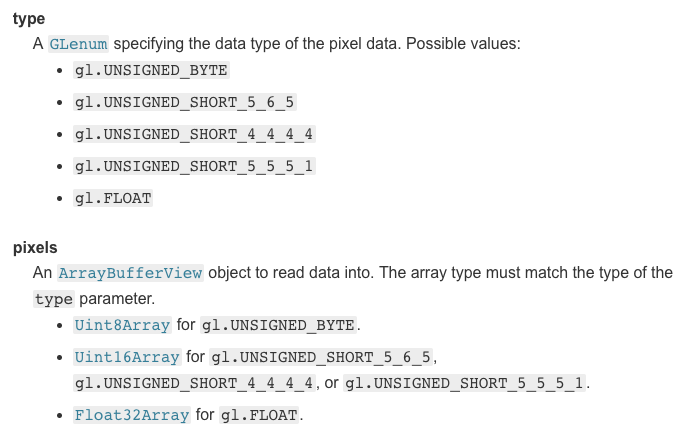 type
A GLenum specifying the data type of the pixel data. Possible values:
• gl.UNSIGNED_BYTE
• gl.UNSIGNED_SHORT_5_6_5
• gl.UNSIGNED_SHORT_4_4_4_4
• gl.UNSIGNED_SHORT_5_5_5_1
• gl.FLOAT
pixels
An ArrayBufferView object to read data into. The array type must match the type of the
type parameter.
• Uint8Array for gl.UNSIGNED_BYTE.
• Uint16Array for gl.UNSIGNED_SHORT_5_6_5,
gl.UNSIGNED_SHORT_4_4_4_4, or gl.UNSIGNED_SHORT_5_5_5_1.
• Float32Array for gl.FLOAT.